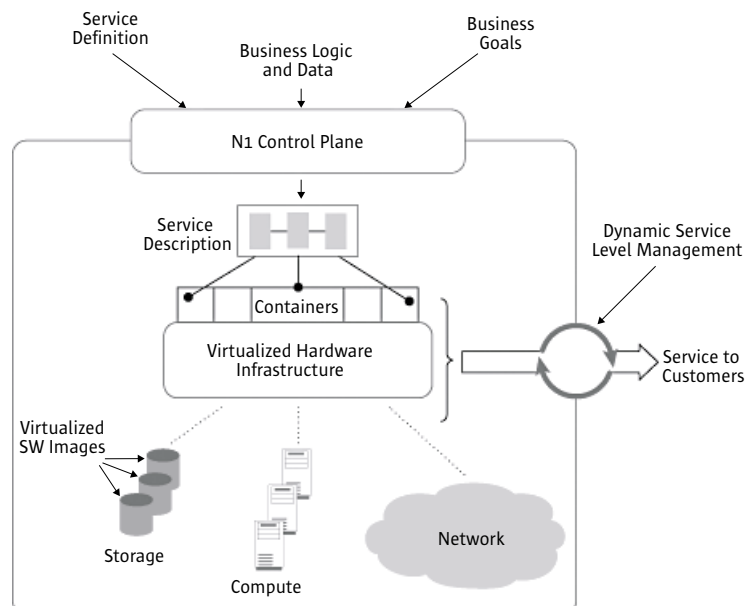 Service
Definition
Business Logic
and Data
Business
Goals
N1 Control Plane
Service
Description
Dynamic Service
Level Management
Containers
Virtualized Hardware
Infrastructure
Service to
Customers
Virtualized
SW Images
Storage
Compute
Network